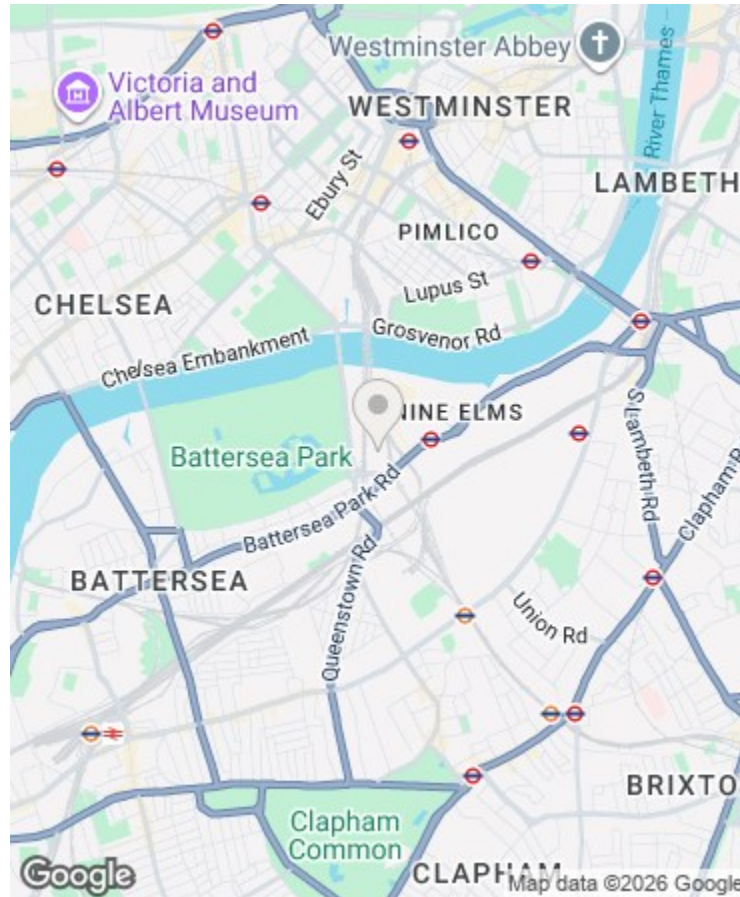 Westminster Abbey
Victoria and
Albert Museum
WESTMINSTER
River Thames
LAMBETH
Ebury St
PIMLICO
Lupus St
CHELSEA
Grosvenor Rd
Chelsea Embankment
NINE ELMS
Battersea Park
S Lambeth Rd
Clapham R
Battersea Park Rd
BATTERSEA
Queenstown Rd
Union Rd
BRIXTO
Clapham
Common
CLAPHAM
Google
Map data ©2026 Google